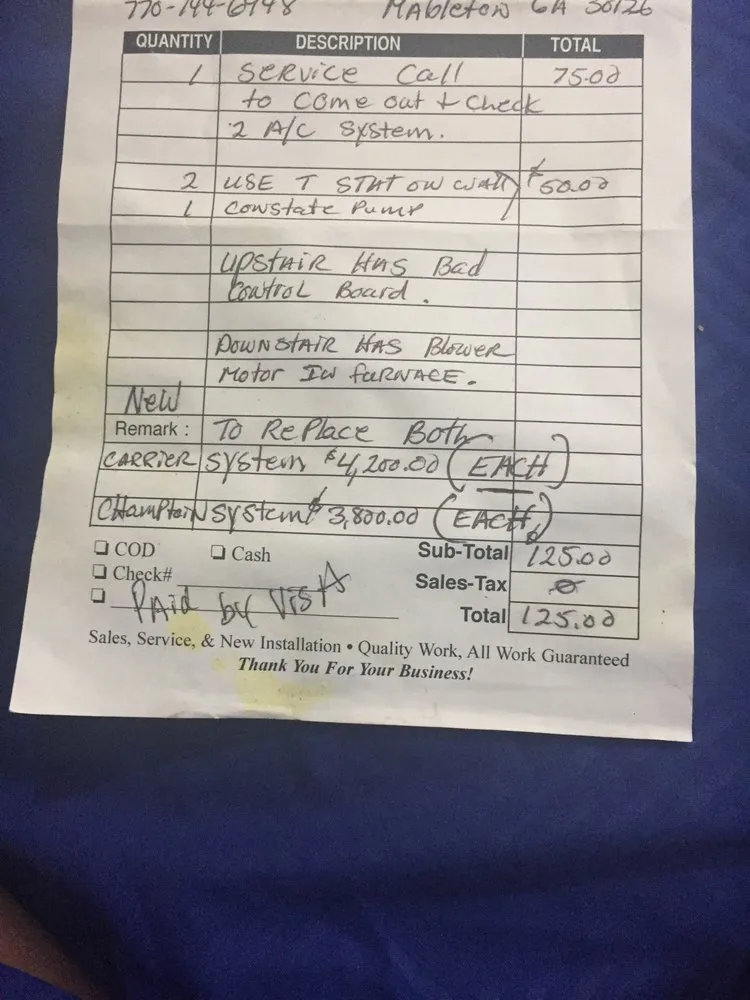 Mableton GA 30126
QUANTITY DESCRIPTION TOTAL
1 Service Call 75.00
to come out & check
2 A/C System.
2 USE T STAT ON WALL $50.00
1 Constate Pump
UPSTAIR HAS Bad
Control Board.
DOWNSTAIR HAS Blower
Motor IN FURNACE.
New
Remark : To RePlace Both
CARRIER System $4,200.00 (EACH)
CHAMPION System $3,800.00 (EACH)
COD Cash Sub-Total $125.00
Check# Sales-Tax 0
PAid by VISA Total 125.00
Sales, Service, & New Installation • Quality Work, All Work Guaranteed
Thank You For Your Business!